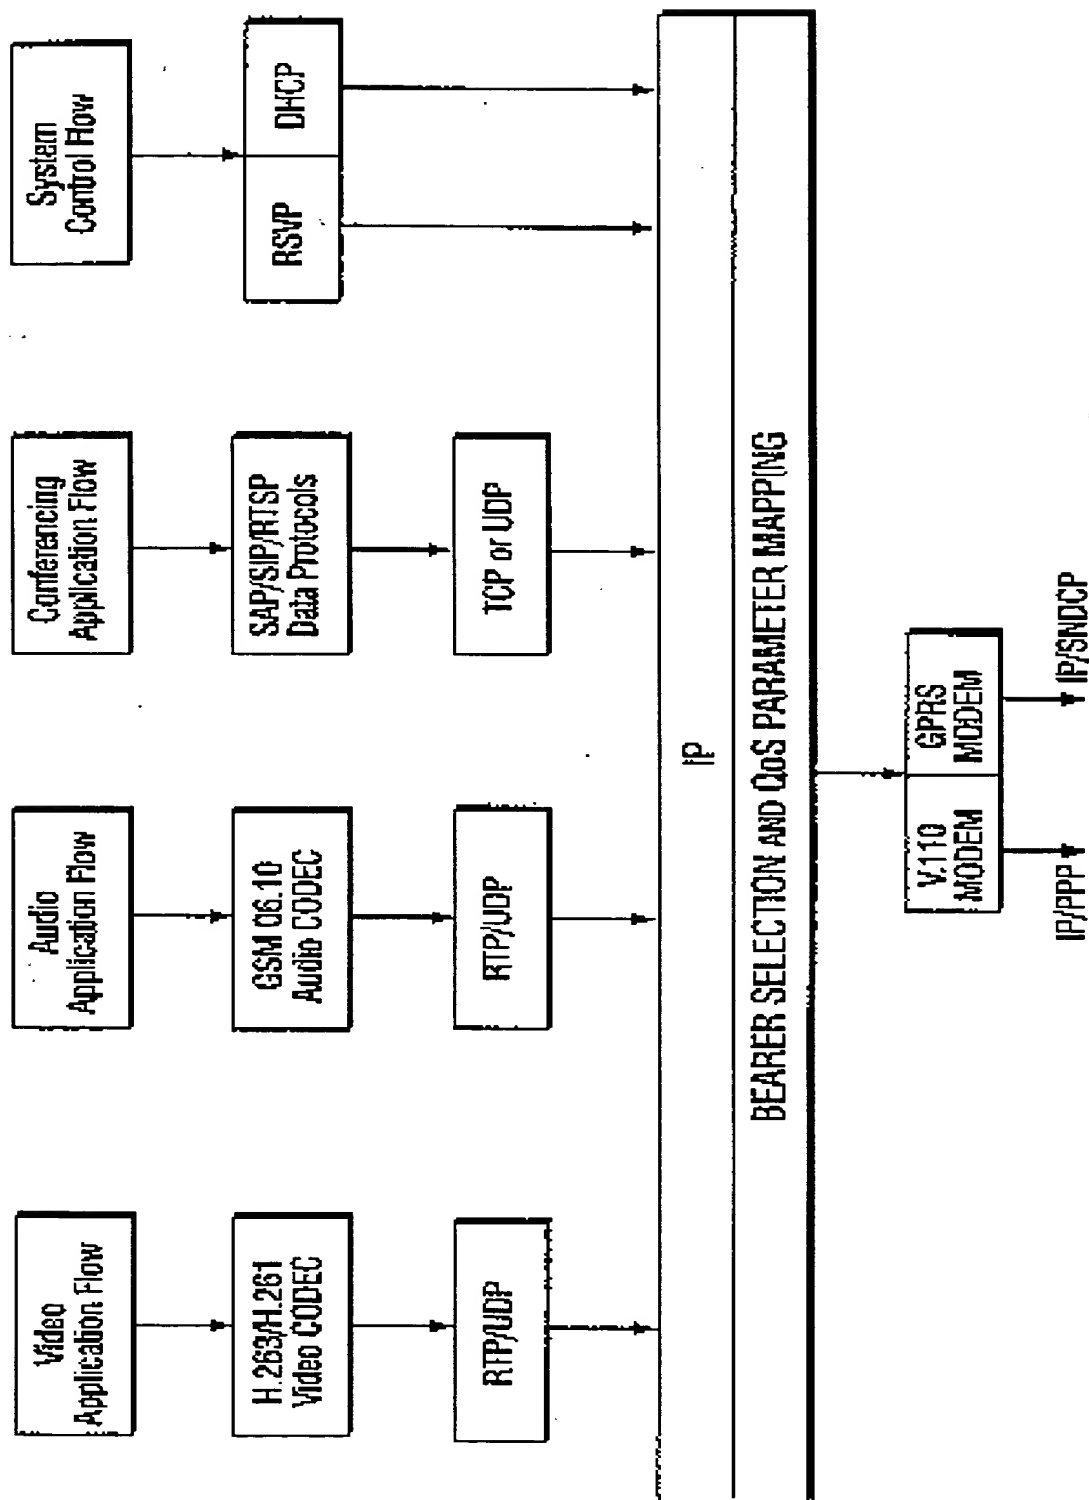 Video
Application Flow
Audio
Application Flow
Conferencing
Application Flow
System
Control Flow
H.263/H.261
Video CODEC
GSM 06.10
Audio CODEC
SAP/SIP/RTSP
Data Protocols
RSVP
DHCP
RTP/UDP
RTP/UDP
TCP or UDP
IP
BEARER SELECTION AND QoS PARAMETER MAPPING
V.110
MODEM
GPRS
MODEM
IP/PPP
IP/SNDCP